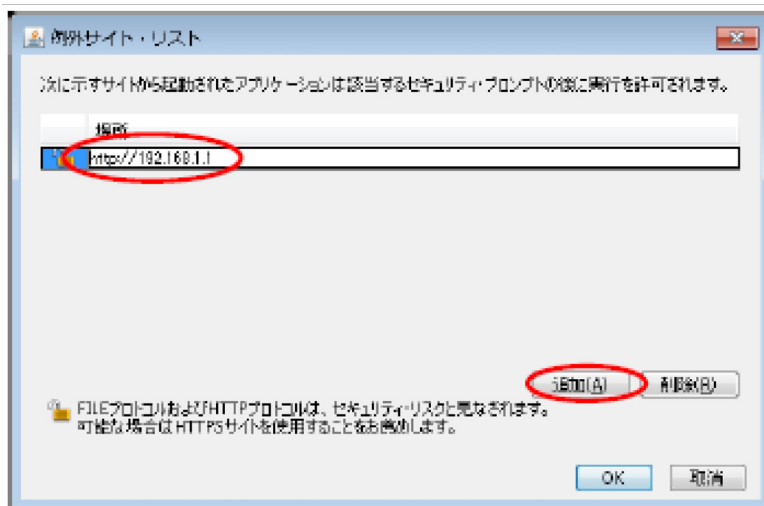 例外サイト・リスト
次に示すサイトから起動されたアプリケーションは該当するセキュリティ・プロンプトの後に実行を許可されます。
場所
http://192.168.1.1
追加(A) 削除(R)
FILEプロトコルおよびHTTPプロトコルは、セキュリティ・リスクと見なされます。
可能な場合はHTTPSサイトを使用することをお薦めします。
OK 取消